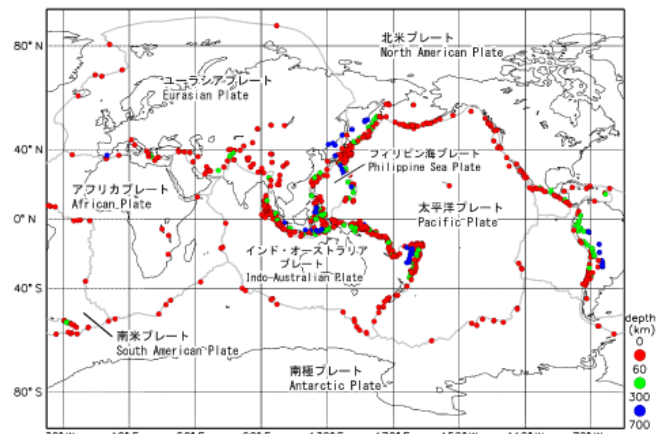 80° N
北米プレート
North American Plate
ユーラシアプレート
Eurasian Plate
40° N
フィリピン海プレート
Philippine Sea Plate
アフリカプレート
African Plate
太平洋プレート
Pacific Plate
0° N
インド・オーストラリア
プレート
Indo-Australian Plate
40° S
南米プレート
South American Plate
南極プレート
Antarctic Plate
80° S
depth
(km)
0
60
300
700